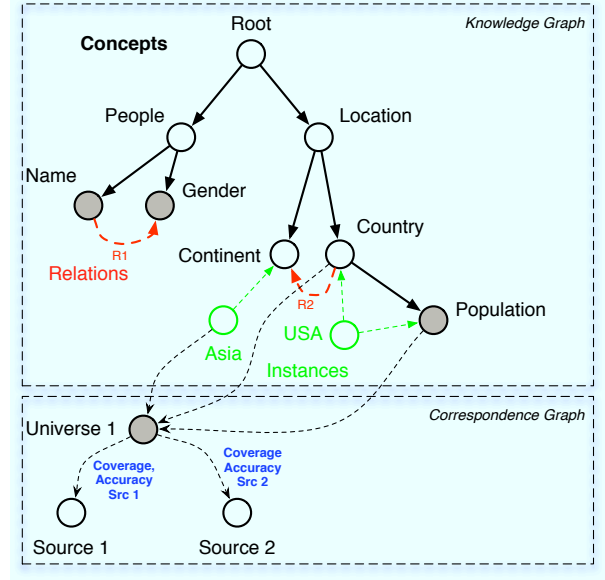 Root
Knowledge Graph
Concepts
People
Location
Name
Gender
Country
R1
Continent
Relations
R2
Population
USA
Asia
Instances
Correspondence Graph
Universe 1
Coverage,
Accuracy
Src 1
Coverage
Accuracy
Src 2
Source 1
Source 2